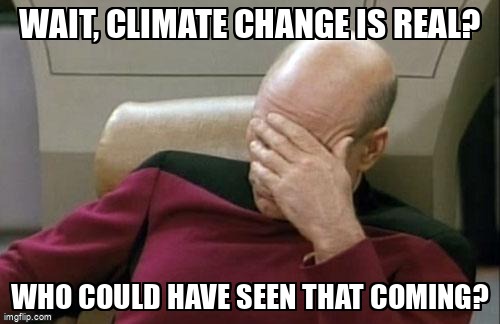 WAIT, CLIMATE CHANGE IS REAL?
WHO COULD HAVE SEEN THAT COMING?
imgflip.com